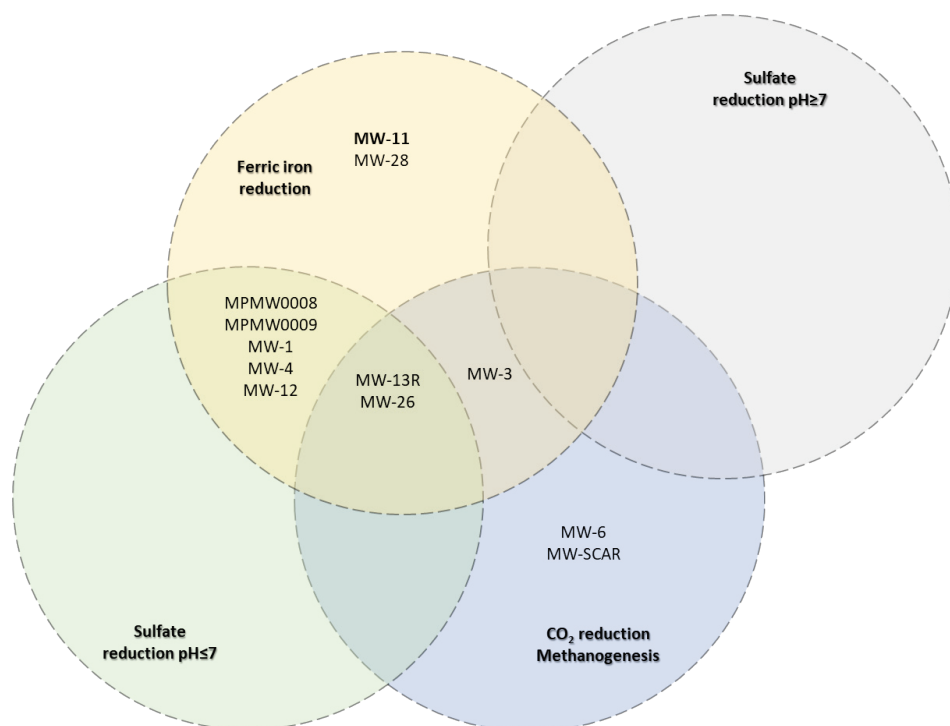 Sulfate
reduction pH≥7
MW-11
MW-28
Ferric iron
reduction
MPMW0008
MPMW0009
MW-1
MW-4
MW-12
MW-13R
MW-26
MW-3
MW-6
MW-SCAR
Sulfate
reduction pH≤7
CO₂ reduction
Methanogenesis